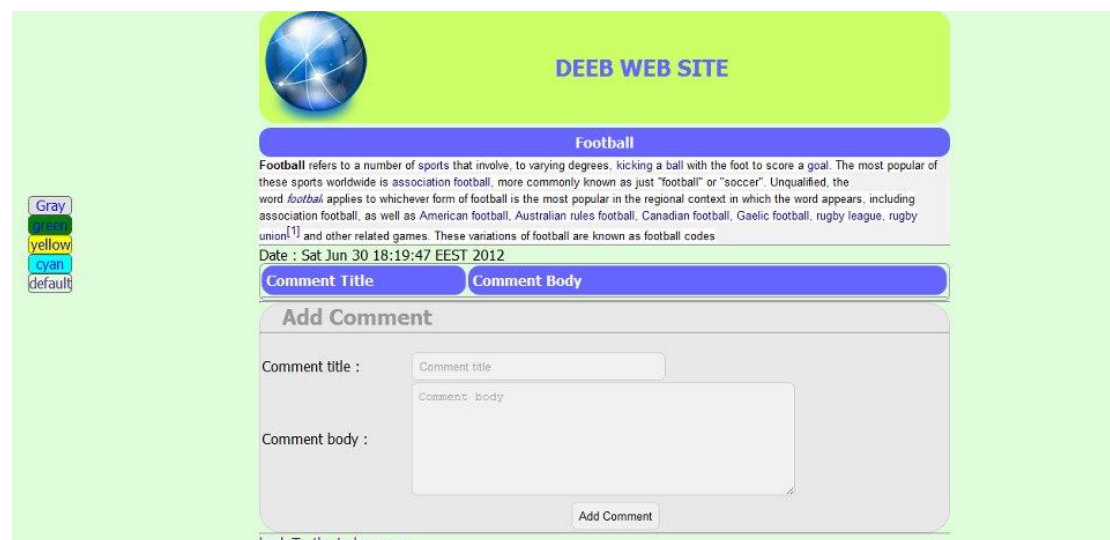 DEEB WEB SITE
Football
Football refers to a number of sports that involve, to varying degrees, kicking a ball with the foot to score a goal. The most popular of
these sports worldwide is association football, more commonly known as just "football" or "soccer". Unqualified, the
word football applies to whichever form of football is the most popular in the regional context in which the word appears, including
association football, as well as American football, Australian rules football, Canadian football, Gaelic football, rugby league, rugby
union[1] and other related games. These variations of football are known as football codes
Gray
green
yellow
cyan
default
Date : Sat Jun 30 18:19:47 EEST 2012
Comment Title Comment Body
Add Comment
Comment title : Comment title
Comment body
Comment body :
Add Comment